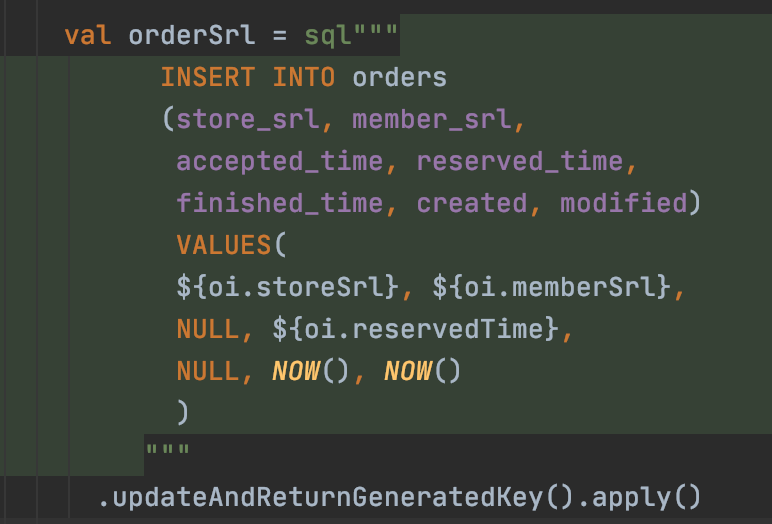 val orderSrl = sql"""
INSERT INTO orders
(store_srl, member_srl,
accepted_time, reserved_time,
finished_time, created, modified)
VALUES(
${oi.storeSrl}, ${oi.memberSrl},
NULL, ${oi.reservedTime},
NULL, NOW(), NOW()
)
"""
.updateAndReturnGeneratedKey().apply()